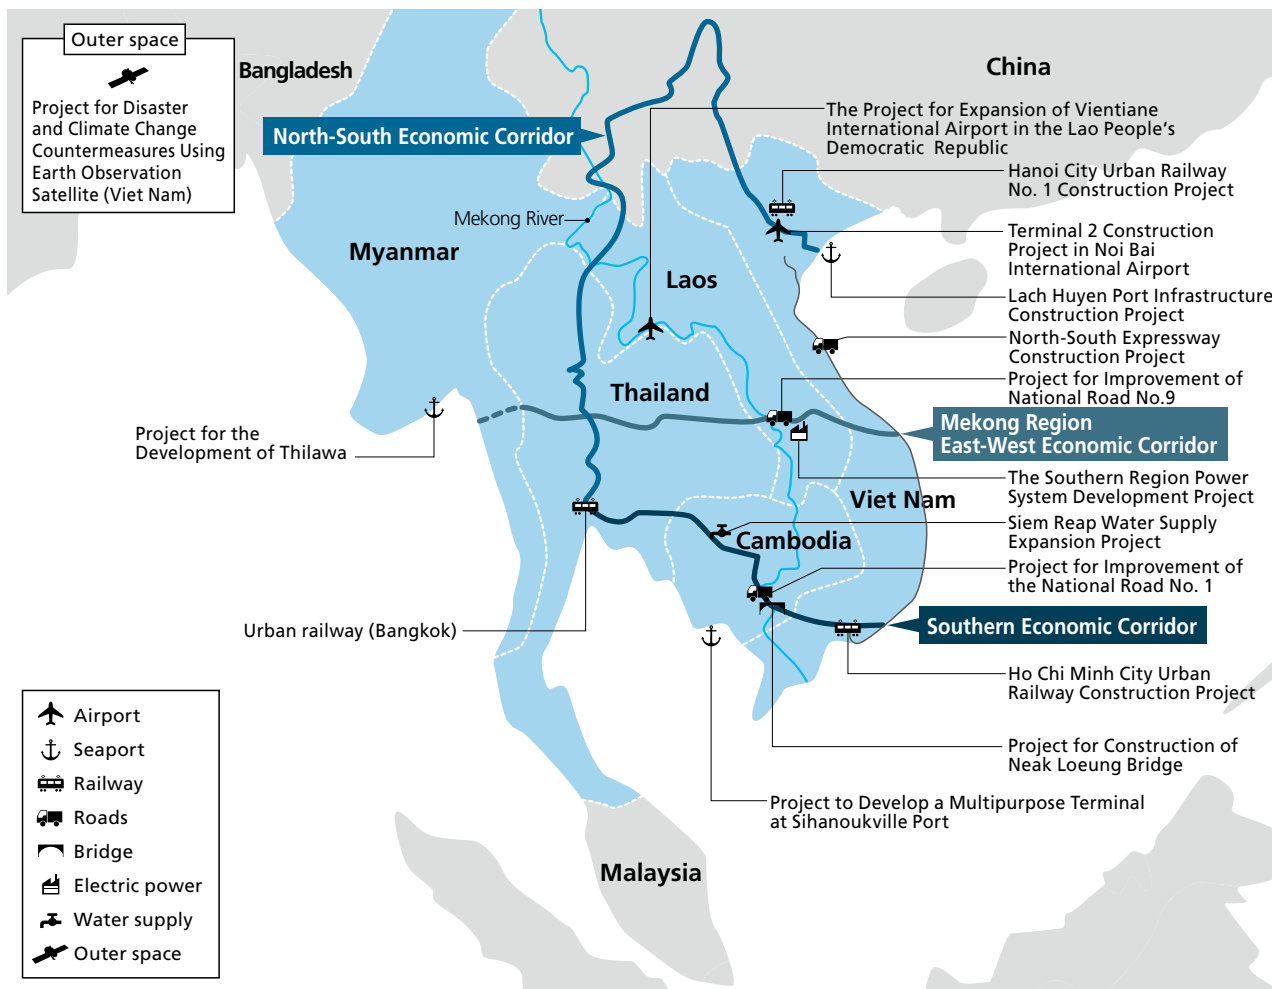 Outer space
Project for Disaster
and Climate Change
Countermeasures Using
Earth Observation
Satellite (Viet Nam)
Bangladesh
China
North-South Economic Corridor
The Project for Expansion of Vientiane
International Airport in the Lao People's
Democratic Republic
Hanoi City Urban Railway
No. 1 Construction Project
Mekong River
Myanmar
Terminal 2 Construction
Project in Noi Bai
International Airport
Laos
Lach Huyen Port Infrastructure
Construction Project
North-South Expressway
Construction Project
Thailand
Project for Improvement of
National Road No.9
Mekong Region
East-West Economic Corridor
Project for the
Development of Thilawa
The Southern Region Power
System Development Project
Viet Nam
Siem Reap Water Supply
Expansion Project
Cambodia
Project for Improvement of
the National Road No. 1
Urban railway (Bangkok)
Southern Economic Corridor
Ho Chi Minh City Urban
Railway Construction Project
Project for Construction of
Neak Loeung Bridge
Project to Develop a Multipurpose Terminal
at Sihanoukville Port
Malaysia
Airport
Seaport
Railway
Roads
Bridge
Electric power
Water supply
Outer space